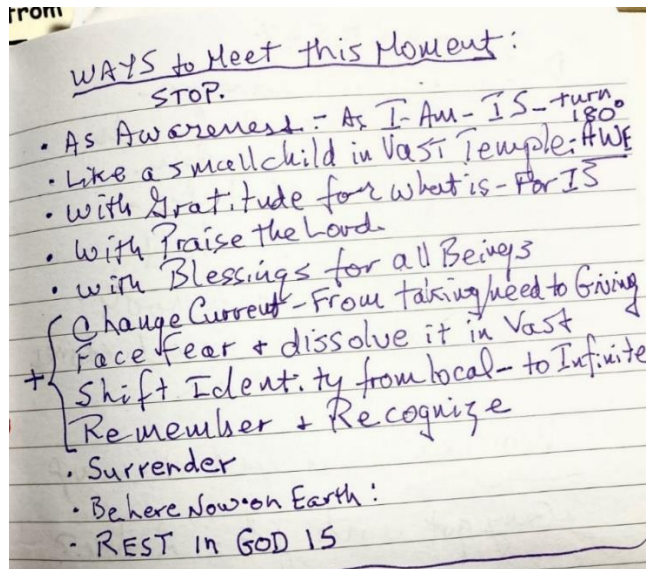 from
WAYS to Meet this Moment:
STOP.
• As Awareness - As I-Am - IS - turn 180°
• Like a small child in Vast Temple: AWE
• with Gratitude for what is - For IS
• with Praise the Lord.
• with Blessings for all Beings
Change Current - From taking/need to Giving
Face Fear + dissolve it in Vast
+ Shift Identity from local - to Infinite
Remember + Recognize
• Surrender
• Be here Now • on Earth:
• REST in GOD IS